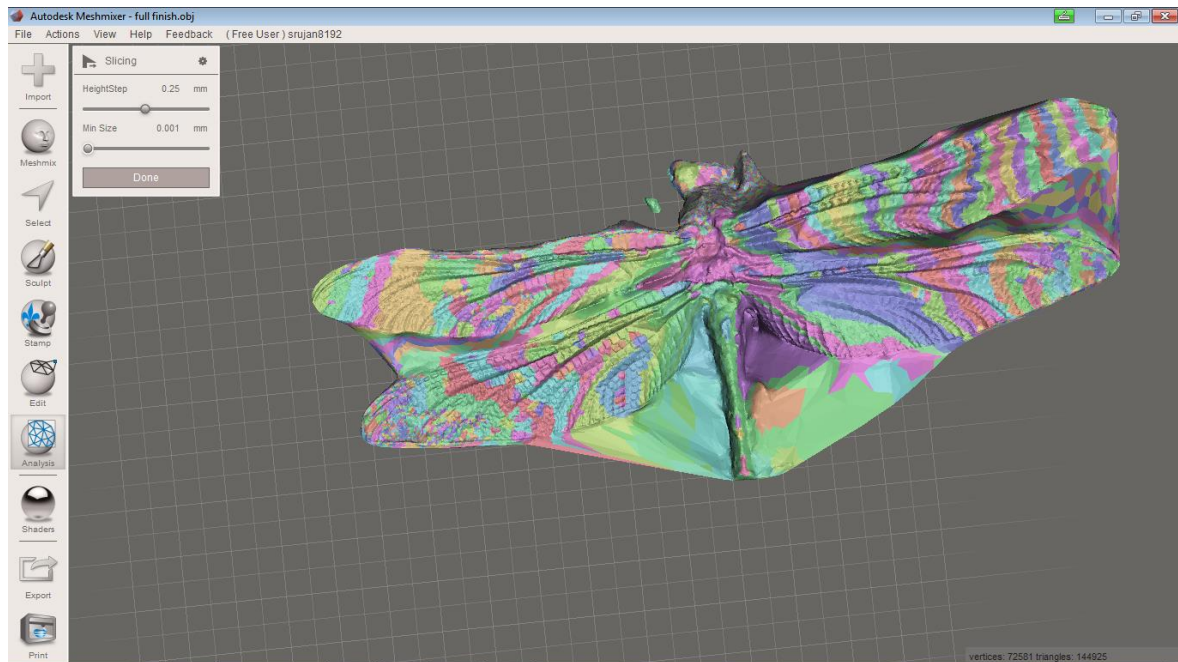 Autodesk Meshmixer - full finish.obj
File Actions View Help Feedback ( Free User ) srujan8192
Slicing
HeightStep 0.25 mm
Min Size 0.001 mm
Done
Import
Meshmix
Select
Sculpt
Stamp
Edit
Analysis
Shaders
Export
Print
vertices: 72581 triangles: 144925